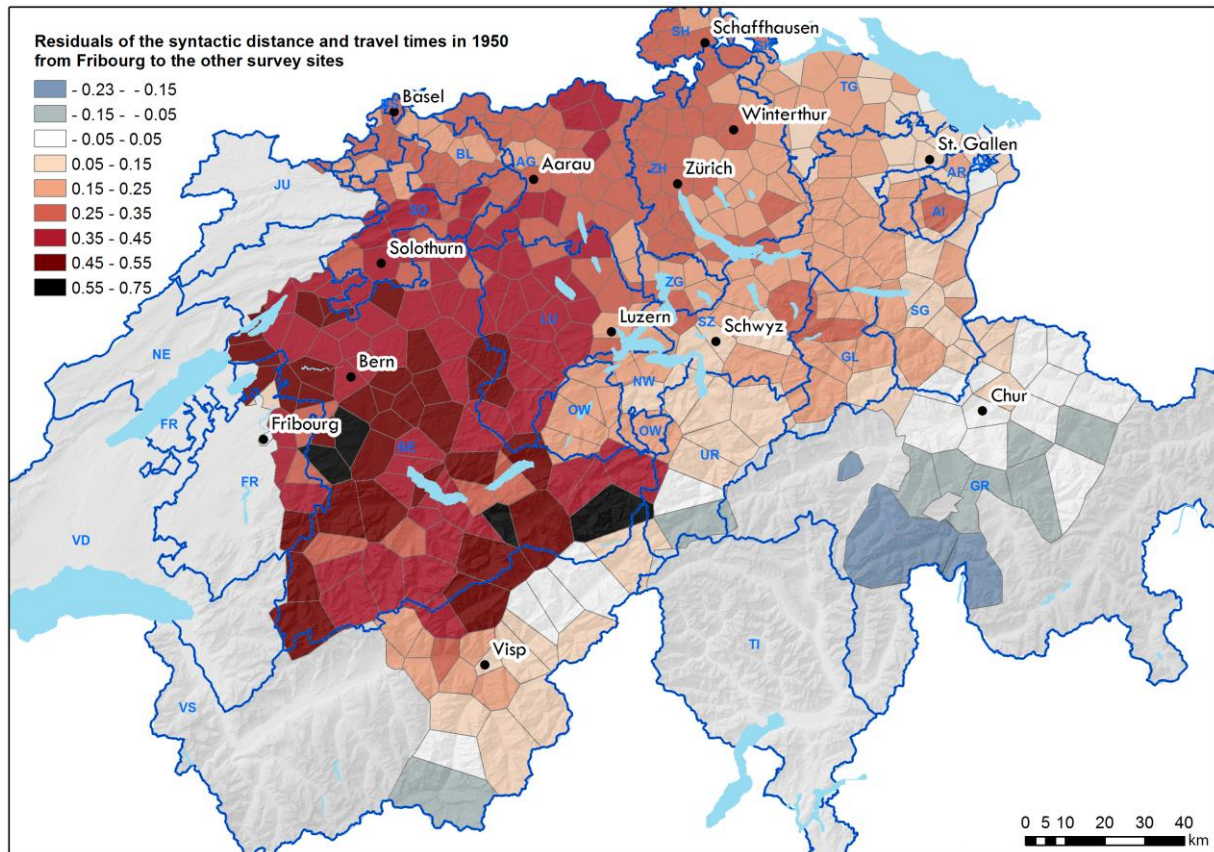 Residuals of the syntactic distance and travel times in 1950
from Fribourg to the other survey sites
- 0.23 - - 0.15
- 0.15 - -0.05
-0.05 - 0.05
0.05 - 0.15
0.15 - 0.25
0.25 - 0.35
0.35 - 0.45
0.45 - 0.55
0.55 - 0.75
SH
Schaffhausen
SH
Basel
TG
Winterthur
BL
AG
Aarau
ZH
Zürich
St. Gallen
AR
JU
AI
SO
Solothurn
ZG
LU
Luzern
SZ
Schwyz
SG
NE
Bern
GL
NW
Chur
FR
Fribourg
OW
OW
BE
UR
FR
GR
VD
TI
Visp
VS
0 5 10 20 30 40
km